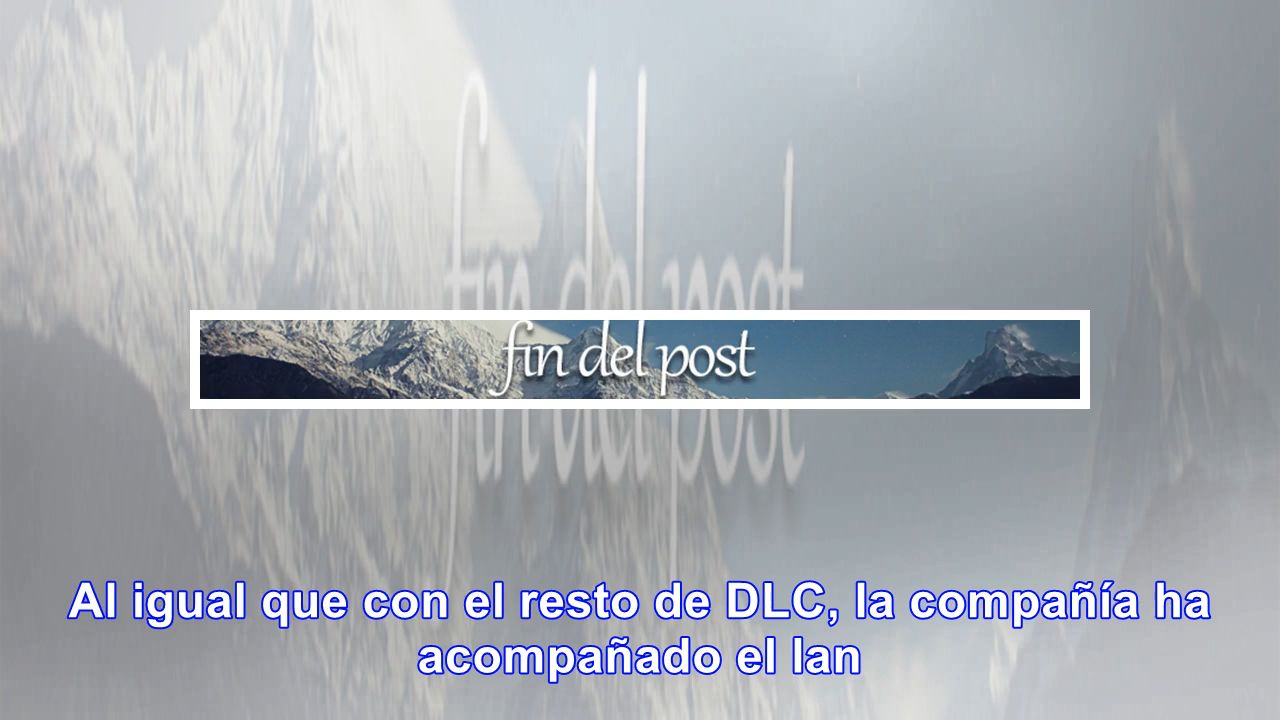 fin del post
Al igual que con el resto de DLC, la compañía ha
acompañado el lan